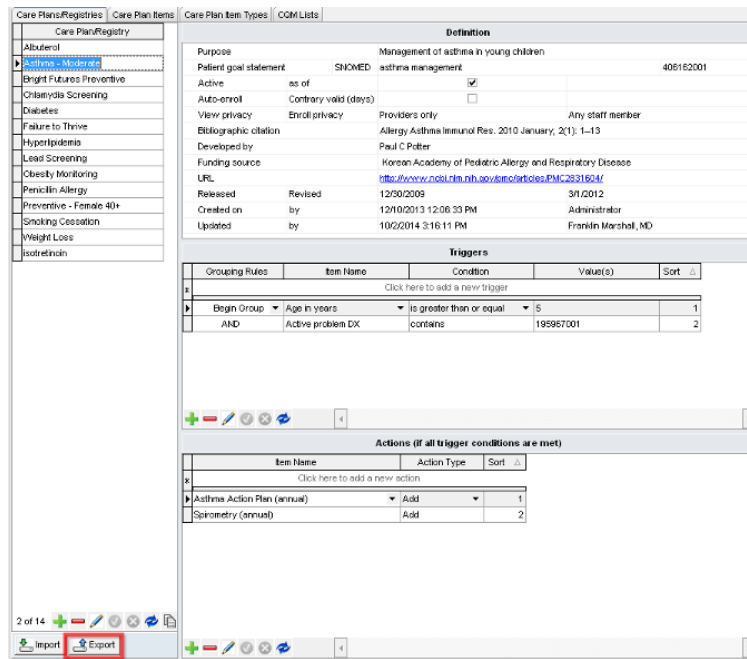 Care Plans/Registries Care Plan Items Care Plan Item Types CQM Lists
Care Plan/Registry
Albuterol
Asthma - Moderate
Bright Futures Preventive
Chlamydia Screening
Diabetes
Failure to Thrive
Hyperlipidemia
Lead Screening
Obesity Monitoring
Penicillin Allergy
Preventive - Female 40+
Smoking Cessation
Weight Loss
isotretinoin
2 of 14
Import Export
Definition
Purpose Management of asthma in young children
Patient goal statement SNOMED asthma management 406162001
Active as of
Auto-enroll Contrary valid (days)
View privacy Enroll privacy Providers only Any staff member
Bibliographic citation Allergy Asthma Immunol Res. 2010 January; 2(1): 1–13
Developed by Paul C Potter
Funding source Korean Academy of Pediatric Allergy and Respiratory Disease
URL http://www.ncbi.nlm.nih.gov/pmc/articles/PMC2831604/
Released Revised 12/30/2009 3/1/2012
Created on by 12/10/2013 12:06:33 PM Administrator
Updated by 10/2/2014 3:16:11 PM Franklin Marshall, MD
Triggers
Grouping Rules Item Name Condition Value(s) Sort
Click here to add a new trigger
Begin Group Age in years is greater than or equal 5 1
AND Active problem DX contains 195967001 2
Actions (if all trigger conditions are met)
Item Name Action Type Sort
Click here to add a new action
Asthma Action Plan (annual) Add 1
Spirometry (annual) Add 2